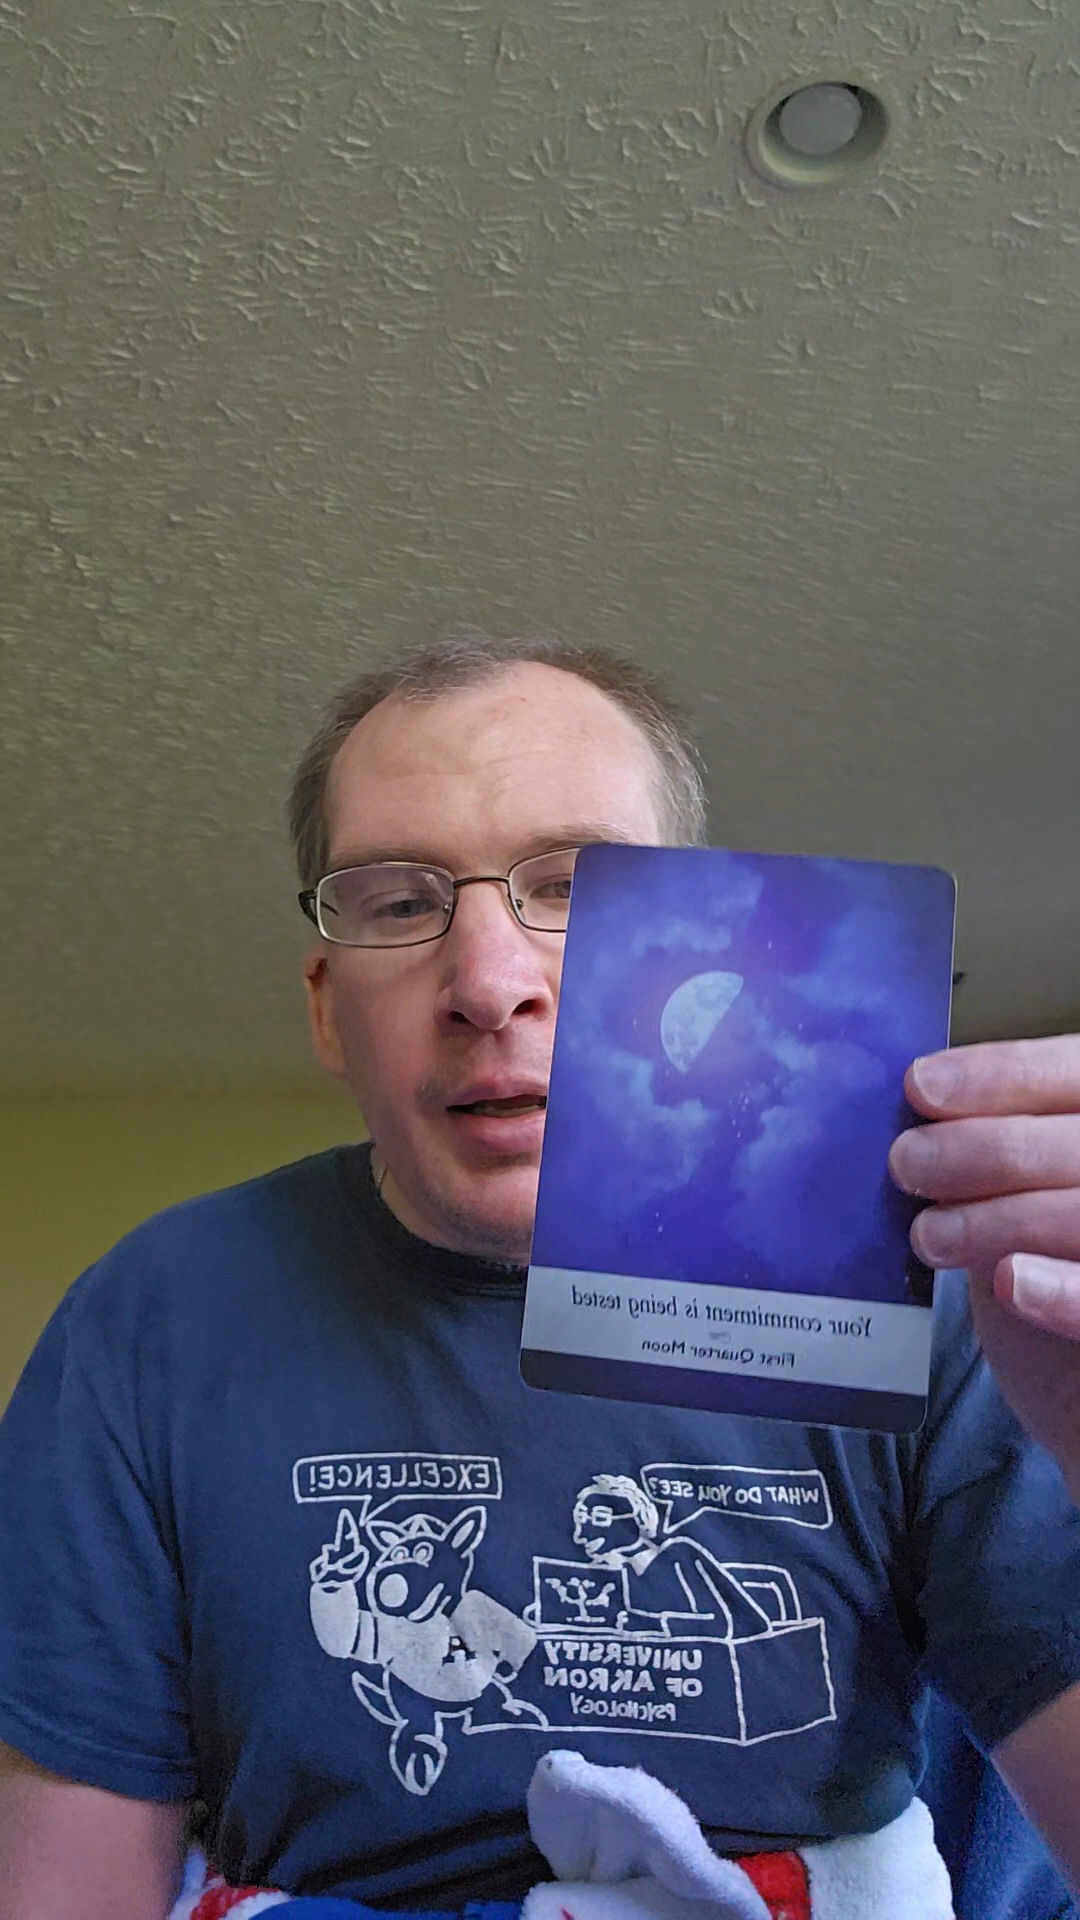 Your commitment is being tested
First Quarter Moon
EXCELLENCE!
WHAT DO YOU SEE?
A
UNIVERSITY
OF AKRON
PSYCHOLOGY